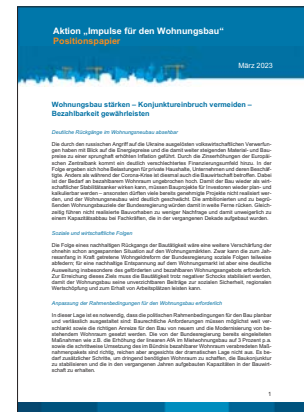 Aktion „Impulse für den Wohnungsbau“
Positionspapier
März 2023
Wohnungsbau stärken – Konjunktureinbruch vermeiden –
Bezahlbarkeit gewährleisten
Deutliche Rückgänge im Wohnungsneubau absehbar
Die durch den russischen Angriff auf die Ukraine ausgelösten volkswirtschaftlichen Verwerfun-
gen haben mit Blick auf die Energiepreise und die damit weiter steigenden Material- und Bau-
preise zu einer sprunghaft erhöhten Inflation geführt. Durch die Zinserhöhungen der Europäi-
schen Zentralbank kommt ein deutlich verschlechtertes Finanzierungsumfeld hinzu. In der
Folge ergeben sich hohe Belastungen für private Haushalte, Unternehmen und deren Beschäf-
tigte. Anders als während der Corona-Krise ist diesmal auch die Bauwirtschaft betroffen. Dabei
ist der Bedarf an bezahlbarem Wohnraum ungebrochen hoch. Damit der Bau wieder als wirt-
schaftlicher Stabilitätsanker wirken kann, müssen Bauprojekte für Investoren wieder plan- und
kalkulierbar werden – ansonsten dürften viele bereits genehmigte Projekte nicht realisiert wer-
den, und der Wohnungsneubau wird deutlich geschwächt. Die ambitionierten und zu begrü-
ßenden Wohnungsbauziele der Bundesregierung würden damit in weite Ferne rücken. Gleich-
zeitig führen nicht realisierte Bauvorhaben zu weniger Nachfrage und damit unweigerlich zu
einem Kapazitätsabbau bei Fachkräften, die in der vergangenen Dekade aufgebaut wurden.
Soziale und wirtschaftliche Folgen
Die Folge eines nachhaltigen Rückgangs der Bautätigkeit wäre eine weitere Verschärfung der
ohnehin schon angespannten Situation auf den Wohnungsmärkten. Zwar kann die zum Jah-
resanfang in Kraft getretene Wohngeldreform der Bundesregierung soziale Folgen teilweise
abfedern; für eine nachhaltige Entspannung auf dem Wohnungsmarkt ist aber eine deutliche
Ausweitung insbesondere des geförderten und bezahlbaren Wohnungsangebots erforderlich.
Zur Erreichung dieses Ziels muss die Bautätigkeit trotz negativer Schocks stabilisiert werden,
damit der Wohnungsbau seine unverzichtbaren Beiträge zur sozialen Sicherheit, regionalen
Wertschöpfung und zum Erhalt von Arbeitsplätzen leisten kann.
Anpassung der Rahmenbedingungen für den Wohnungsbau erforderlich
In dieser Lage ist es notwendig, dass die politischen Rahmenbedingungen für den Bau planbar
und verlässlich ausgestaltet sind: Baurechtliche Anforderungen müssen möglichst weit ver-
schlankt sowie die richtigen Anreize für den Bau von neuem und die Modernisierung von be-
stehendem Wohnraum gesetzt werden. Die von der Bundesregierung bereits eingeleiteten
Maßnahmen wie z.B. die Erhöhung der linearen AfA im Mietwohnungsbau auf 3 Prozent p.a.
sowie die schrittweise Umsetzung des im Bündnis bezahlbarer Wohnraum verabredeten Maß-
nahmenpakets sind richtig, reichen aber angesichts der dramatischen Lage nicht aus. Es be-
darf zusätzlicher Schritte, um dringend benötigten Wohnraum zu schaffen, die Baukonjunktur
zu stabilisieren und die in den vergangenen Jahren aufgebauten Kapazitäten in der Bauwirt-
schaft zu erhalten.
1